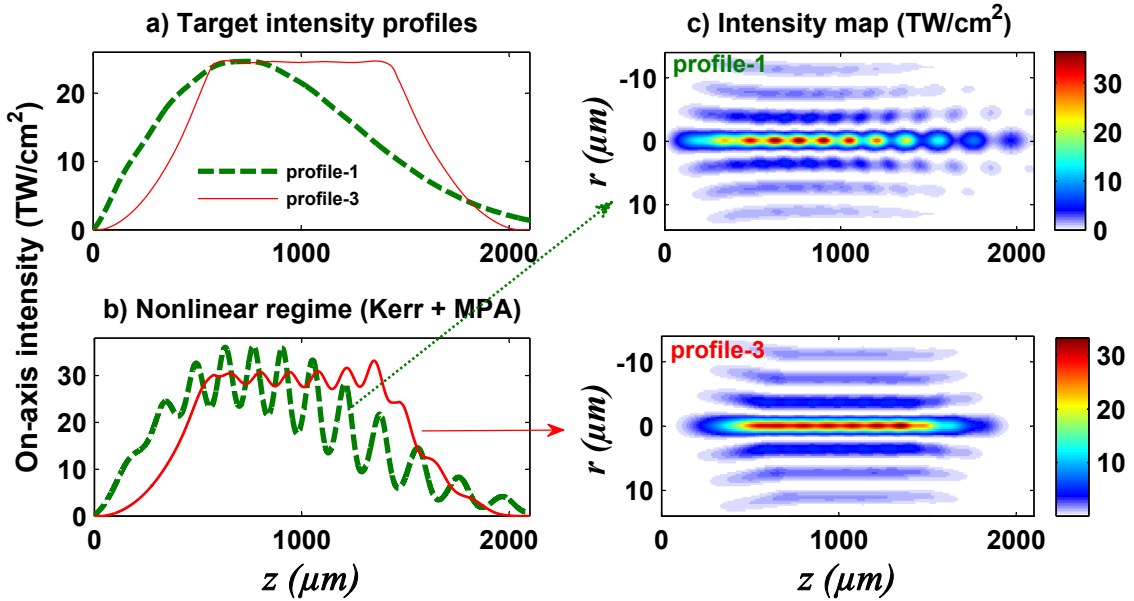 a) Target intensity profiles
On-axis intensity (TW/cm²)
20
10
0
profile-1
profile-3
0
1000
2000
b) Nonlinear regime (Kerr + MPA)
30
20
10
0
0
1000
2000
z (μm)
c) Intensity map (TW/cm²)
profile-1
r (μm)
-10
0
10
0
1000
2000
30
20
10
0
profile-3
r (μm)
-10
0
10
0
1000
2000
z (μm)
30
20
10